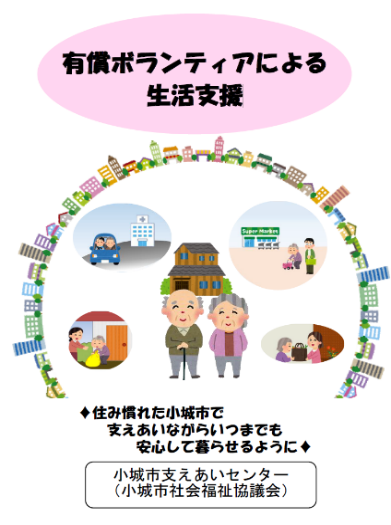 有償ボランティアによる
生活支援
Super Market
♦住み慣れた小城市で
支えあいながらいつまでも
安心して暮らせるように♦
小城市支えあいセンター
（小城市社会福祉協議会）